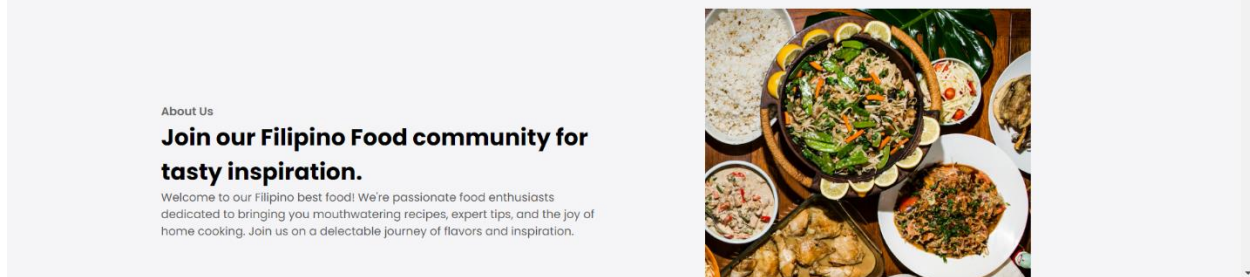 About Us
Join our Filipino Food community for
tasty inspiration.
Welcome to our Filipino best food! We're passionate food enthusiasts
dedicated to bringing you mouthwatering recipes, expert tips, and the joy of
home cooking. Join us on a delectable journey of flavors and inspiration.